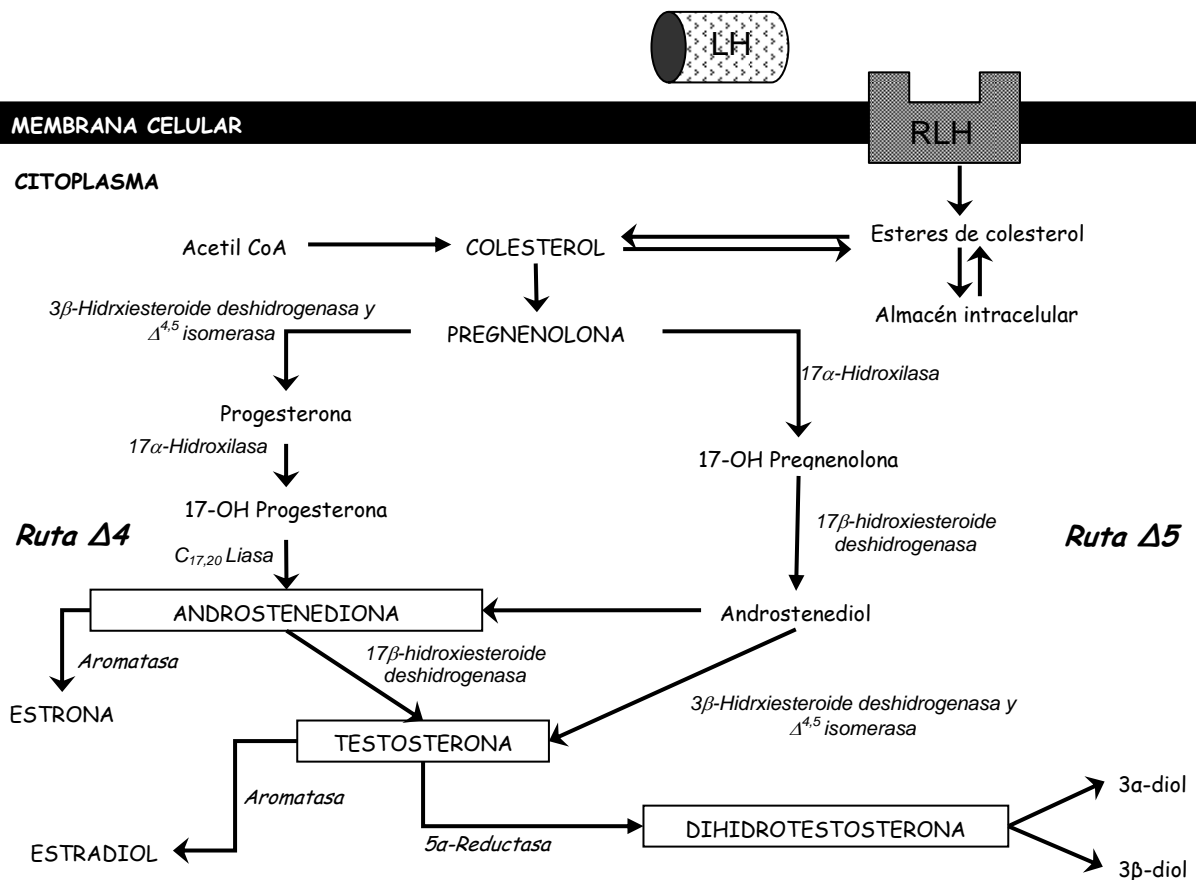 LH
RLH
MEMBRANA CELULAR
CITOPLASMA
Acetil CoA
COLESTEROL
Esteres de colesterol
3β-Hidrxiesteroide deshidrogenasa y
Δ4,5 isomerasa
Almacén intracelular
PREGNENOLONA
17α-Hidroxilasa
Progesterona
17α-Hidroxilasa
17-OH Pregnenolona
17-OH Progesterona
Ruta Δ4
17β-hidroxiesteroide
deshidrogenasa
Ruta Δ5
C17,20 Liasa
ANDROSTENEDIONA
Androstenediol
Aromatasa
17β-hidroxiesteroide
deshidrogenasa
ESTRONA
3β-Hidrxiesteroide deshidrogenasa y
Δ4,5 isomerasa
TESTOSTERONA
Aromatasa
3α-diol
DIHIDROTESTOSTERONA
5α-Reductasa
ESTRADIOL
3β-diol